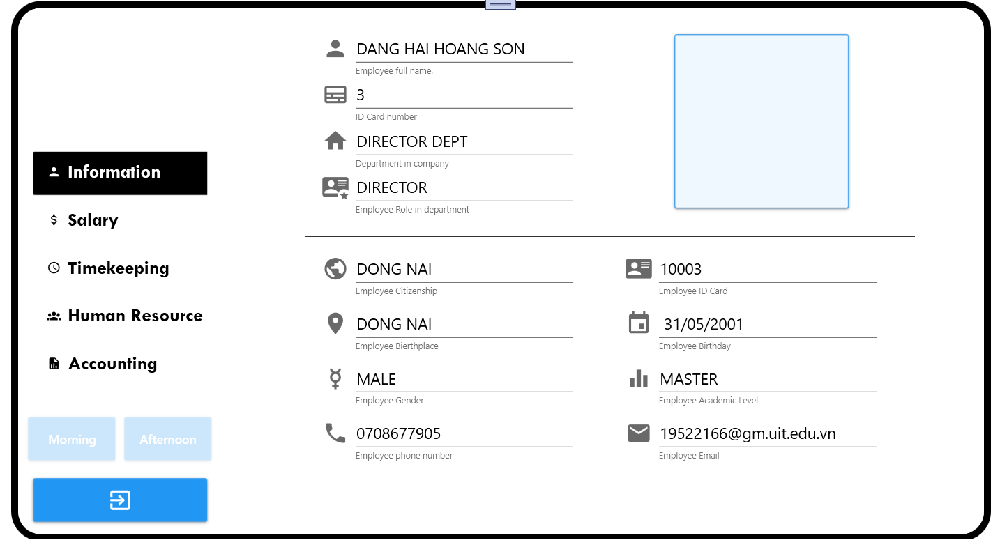 Information
Salary
Timekeeping
Human Resource
Accounting
Morning
Afternoon
DANG HAI HOANG SON
Employee full name.
3
ID Card number
DIRECTOR DEPT
Department in company
DIRECTOR
Employee Role in department
DONG NAI
Employee Citizenship
10003
Employee ID Card
DONG NAI
Employee Bierthplace
31/05/2001
Employee Birthday
MALE
Employee Gender
MASTER
Employee Academic Level
0708677905
Employee phone number
19522166@gm.uit.edu.vn
Employee Email